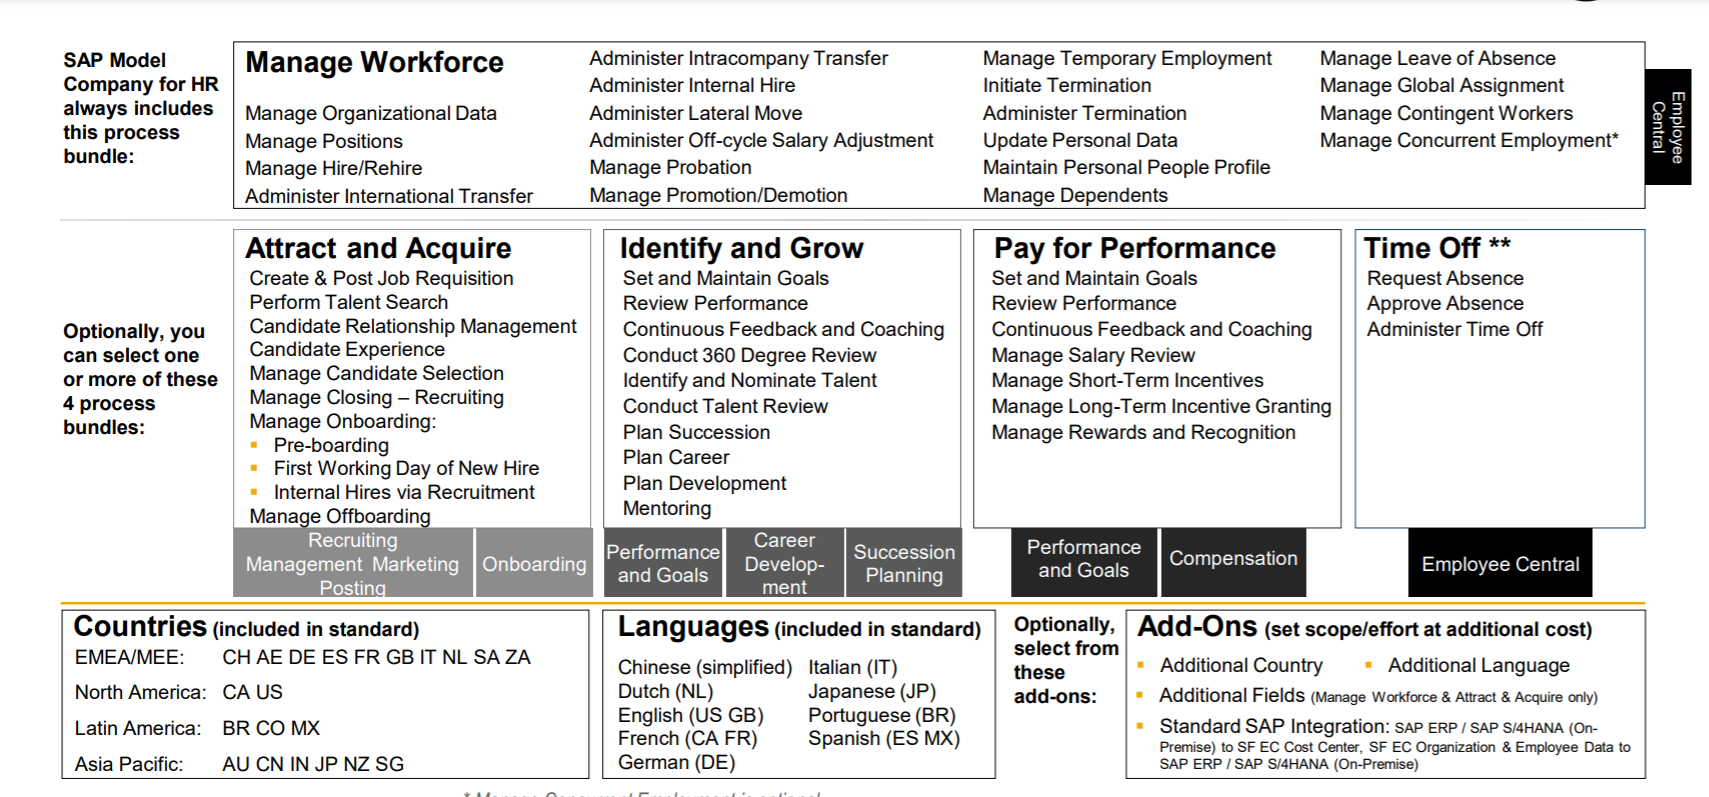 SAP Model
Company for HR
always includes
this process
bundle:
Manage Workforce
Manage Organizational Data
Manage Positions
Manage Hire/Rehire
Administer International Transfer
Administer Intracompany Transfer
Administer Internal Hire
Administer Lateral Move
Administer Off-cycle Salary Adjustment
Manage Probation
Manage Promotion/Demotion
Manage Temporary Employment
Initiate Termination
Administer Termination
Update Personal Data
Maintain Personal People Profile
Manage Dependents
Manage Leave of Absence
Manage Global Assignment
Manage Contingent Workers
Manage Concurrent Employment*
Employee
Central
Optionally, you
can select one
or more of these
4 process
bundles:
Attract and Acquire
Create & Post Job Requisition
Perform Talent Search
Candidate Relationship Management
Candidate Experience
Manage Candidate Selection
Manage Closing – Recruiting
Manage Onboarding:
▪ Pre-boarding
▪ First Working Day of New Hire
▪ Internal Hires via Recruitment
Manage Offboarding
Recruiting
Management Marketing
Posting
Onboarding
Identify and Grow
Set and Maintain Goals
Review Performance
Continuous Feedback and Coaching
Conduct 360 Degree Review
Identify and Nominate Talent
Conduct Talent Review
Plan Succession
Plan Career
Plan Development
Mentoring
Performance
and Goals
Career
Develop-
ment
Succession
Planning
Pay for Performance
Set and Maintain Goals
Review Performance
Continuous Feedback and Coaching
Manage Salary Review
Manage Short-Term Incentives
Manage Long-Term Incentive Granting
Manage Rewards and Recognition
Performance
and Goals
Compensation
Time Off **
Request Absence
Approve Absence
Administer Time Off
Employee Central
Countries (included in standard)
EMEA/MEE: CH AE DE ES FR GB IT NL SA ZA
North America: CA US
Latin America: BR CO MX
Asia Pacific: AU CN IN JP NZ SG
Languages (included in standard)
Chinese (simplified)
Dutch (NL)
English (US GB)
French (CA FR)
German (DE)
Italian (IT)
Japanese (JP)
Portuguese (BR)
Spanish (ES MX)
Optionally,
select from
these
add-ons:
Add-Ons (set scope/effort at additional cost)
▪ Additional Country ▪ Additional Language
▪ Additional Fields (Manage Workforce & Attract & Acquire only)
▪ Standard SAP Integration: SAP ERP / SAP S/4HANA (On-
Premise) to SF EC Cost Center, SF EC Organization & Employee Data to
SAP ERP / SAP S/4HANA (On-Premise)
* Manage Concurrent Employment is optional